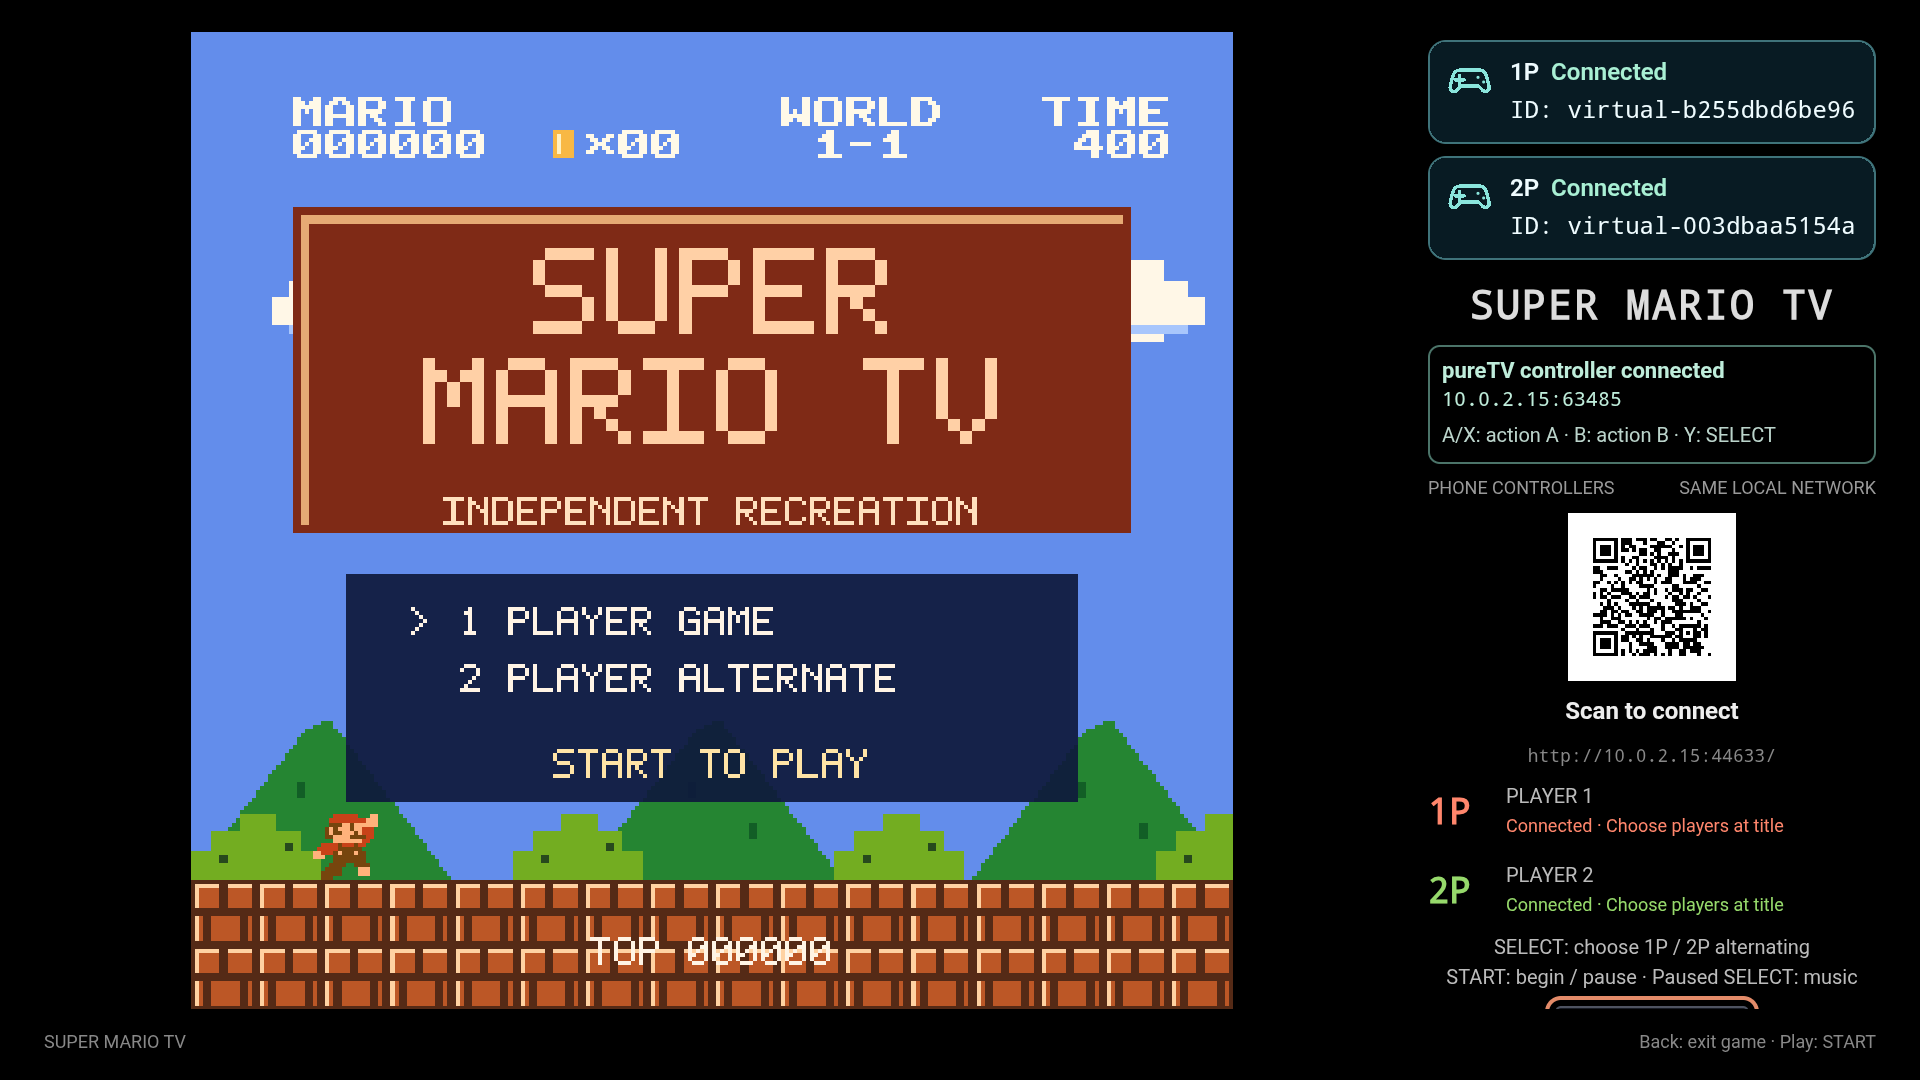 MARIO
000000
×00
WORLD
1-1
TIME
400
SUPER
MARIO TV
INDEPENDENT RECREATION
> 1 PLAYER GAME
2 PLAYER ALTERNATE
START TO PLAY
TOP 000000
1P Connected
ID: virtual-b255dbd6be96
2P Connected
ID: virtual-003dbaa5154a
SUPER MARIO TV
pureTV controller connected
10.0.2.15:63485
A/X: action A · B: action B · Y: SELECT
PHONE CONTROLLERS
SAME LOCAL NETWORK
Scan to connect
http://10.0.2.15:44633/
1P
PLAYER 1
Connected · Choose players at title
2P
PLAYER 2
Connected · Choose players at title
SELECT: choose 1P / 2P alternating
START: begin / pause · Paused SELECT: music
SUPER MARIO TV
Back: exit game · Play: START